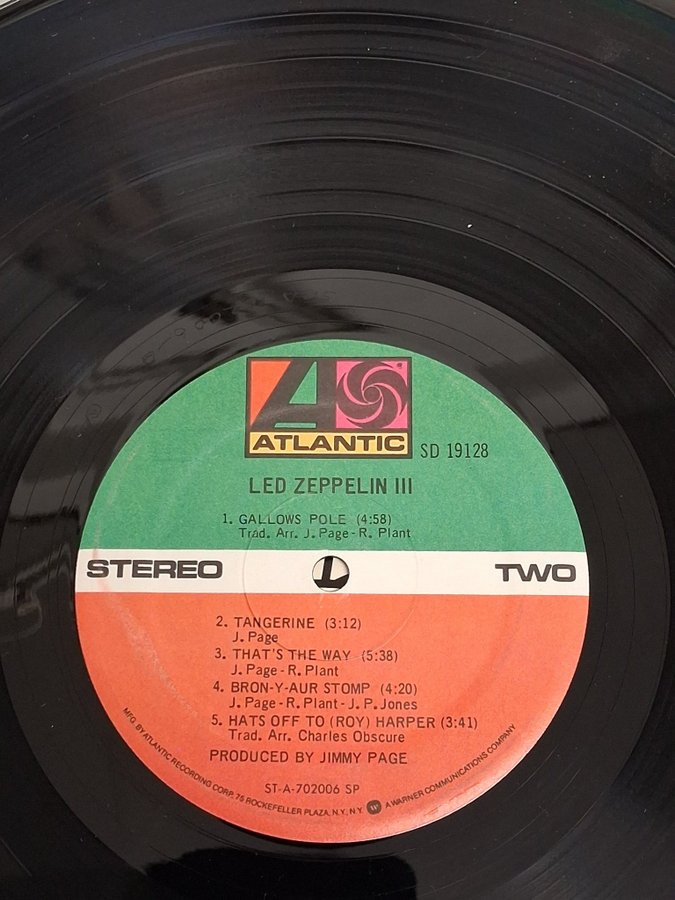 ATLANTIC
SD 19128
LED ZEPPELIN III
1. GALLOWS POLE (4:58)
Trad. Arr. J. Page - R. Plant
STEREO
TWO
2. TANGERINE (3:12)
J. Page
3. THAT'S THE WAY (5:38)
J. Page - R. Plant
4. BRON-Y-AUR STOMP (4:20)
J. Page - R. Plant - J. P. Jones
5. HATS OFF TO (ROY) HARPER (3:41)
Trad. Arr. Charles Obscure
PRODUCED BY JIMMY PAGE
ST-A-702006 SP
MFG. BY ATLANTIC RECORDING CORP. 75 ROCKEFELLER PLAZA, N.Y. N.Y. A WARNER COMMUNICATIONS COMPANY